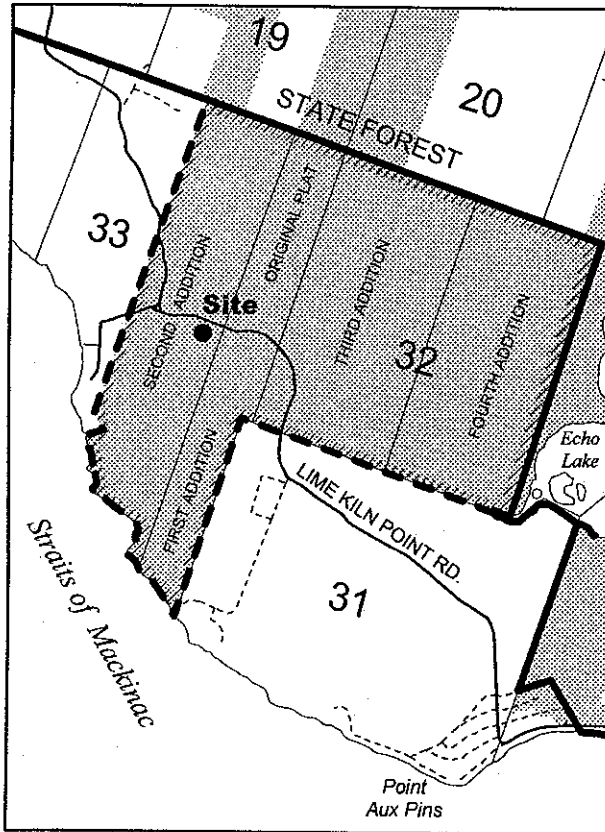 19
20
STATE FOREST
33
SECOND ADDITION
ORIGINAL PLAT
Site
THIRD ADDITION
32
FOURTH ADDITION
FIRST ADDITION
Echo
Lake
LIME KILN POINT RD.
31
Straits of Mackinac
Point
Aux Pins